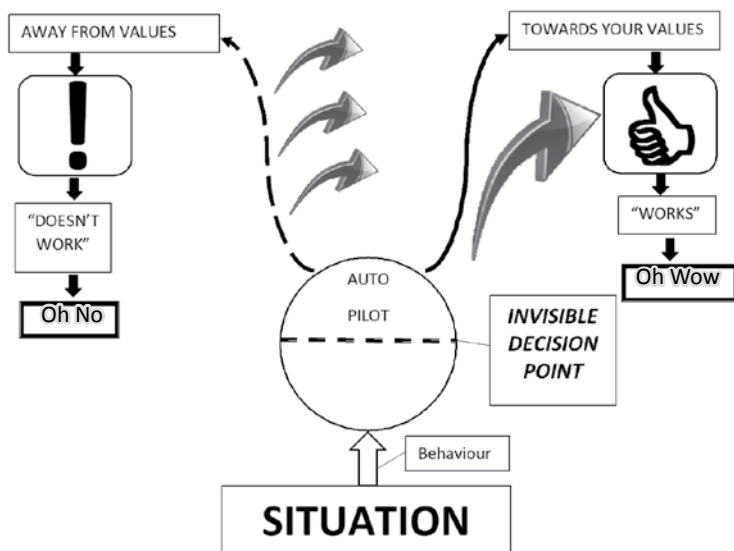 AWAY FROM VALUES
TOWARDS YOUR VALUES
“DOESN’T
WORK”
Oh No
“WORKS”
Oh Wow
AUTO
PILOT
INVISIBLE
DECISION
POINT
Behaviour
SITUATION